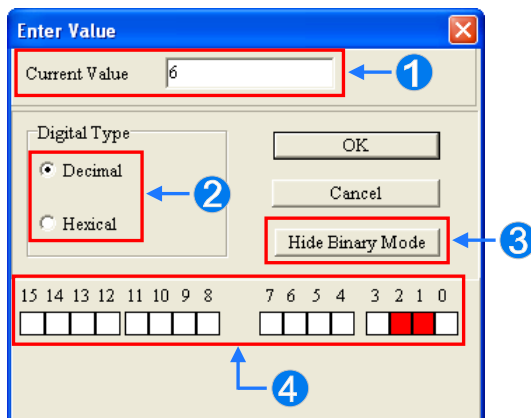 Enter Value
Current Value 6 1
Digital Type
Decimal 2
Hexical
OK
Cancel
Hide Binary Mode 3
15 14 13 12 11 10 9 8 7 6 5 4 3 2 1 0
4